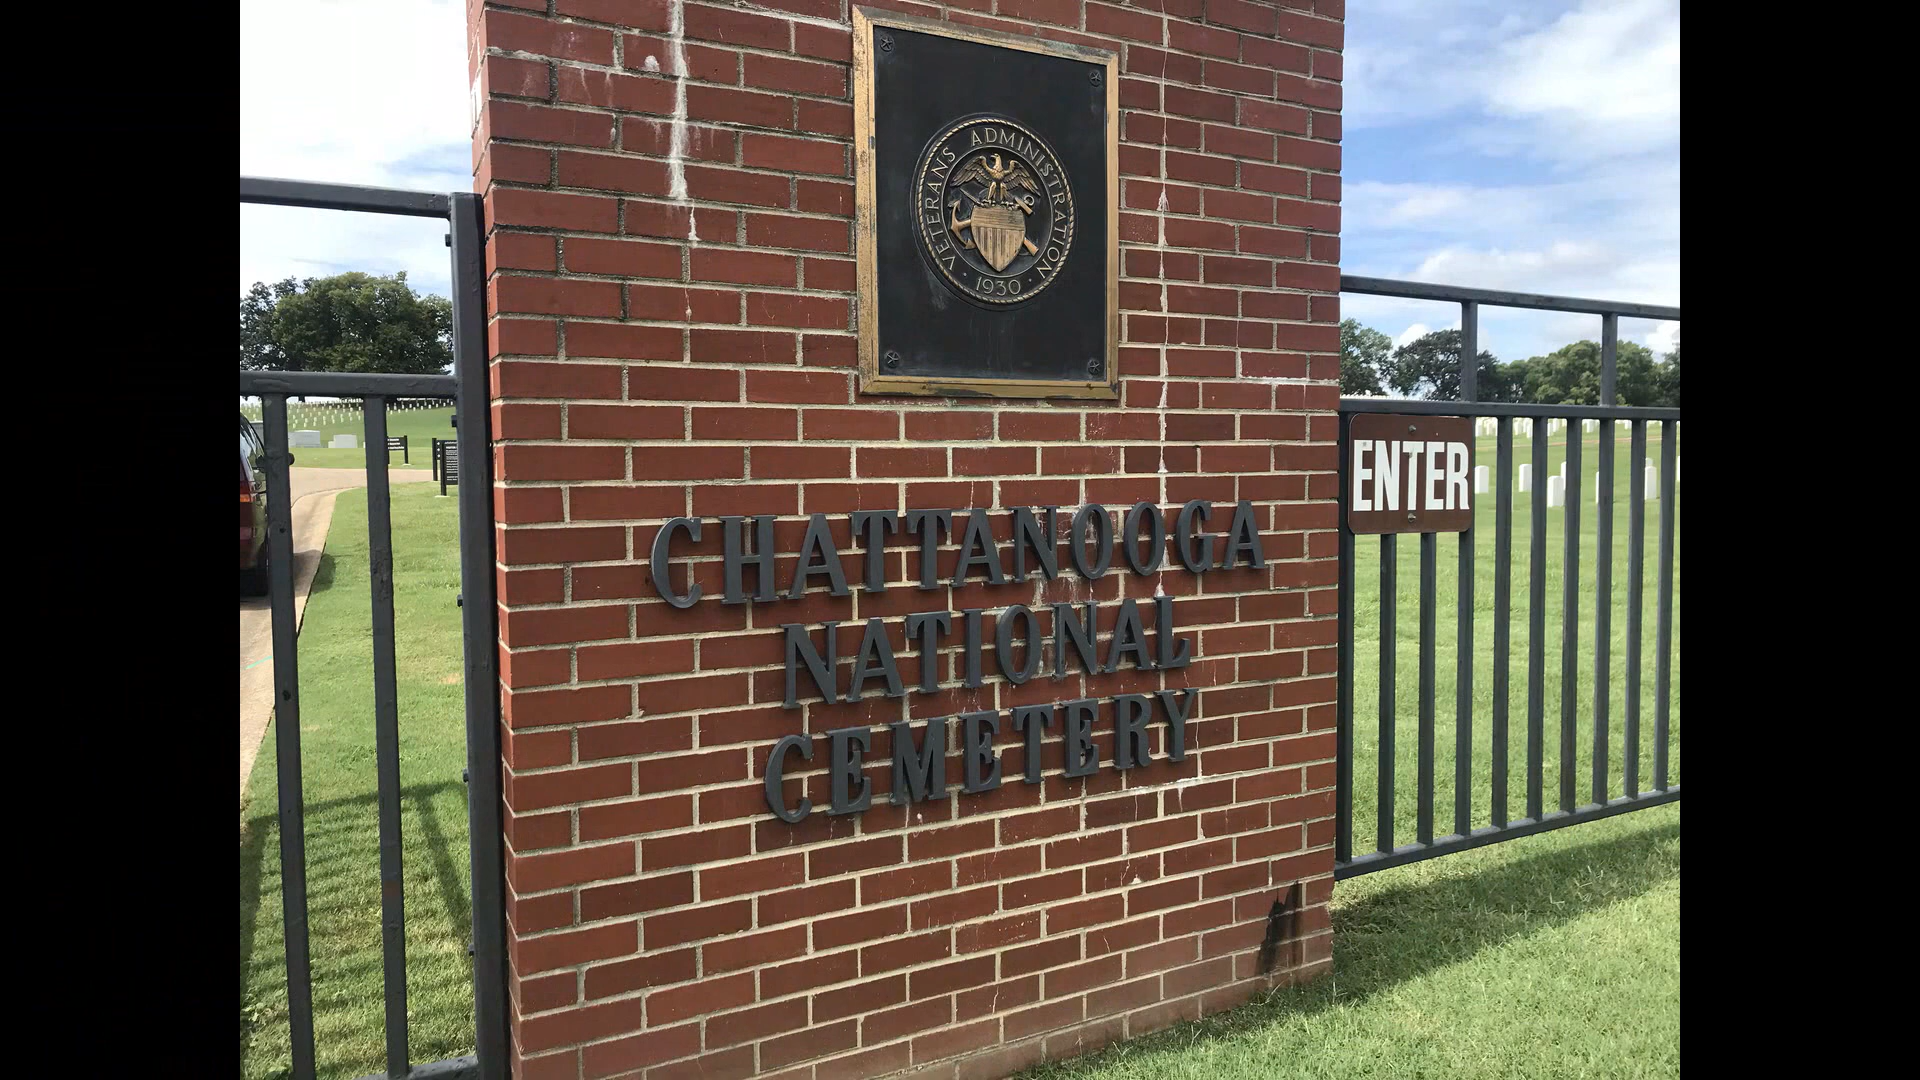 VETERANS ADMINISTRATION
· 1930 ·
ENTER
CHATTANOOGA
NATIONAL
CEMETERY